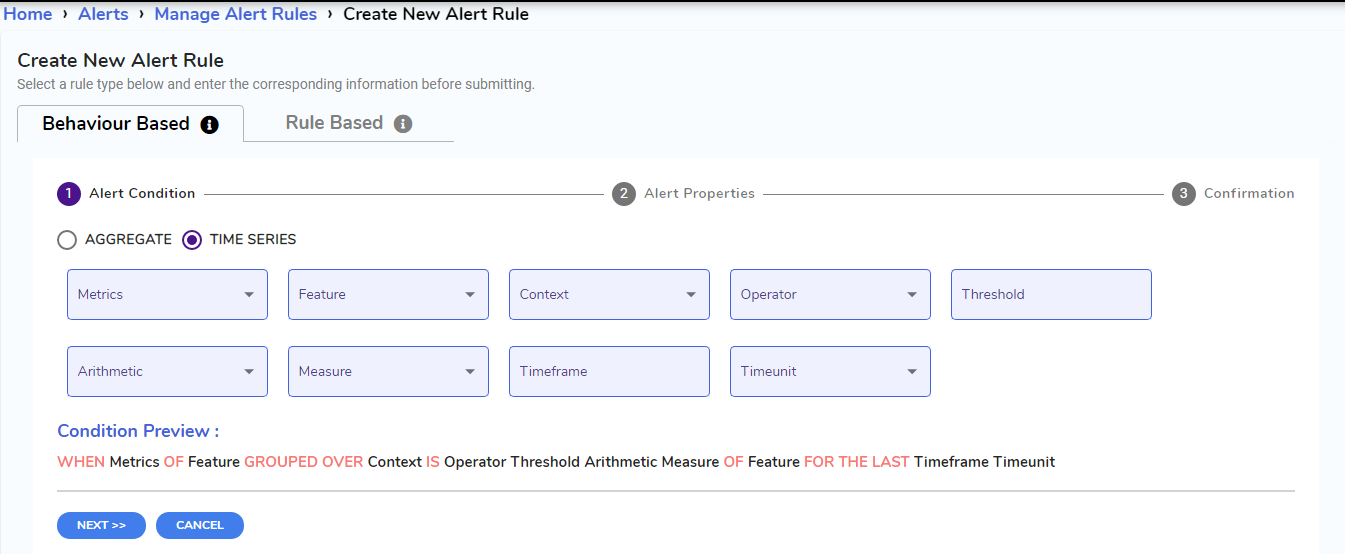 Home › Alerts › Manage Alert Rules › Create New Alert Rule
Create New Alert Rule
Select a rule type below and enter the corresponding information before submitting.
Behaviour Based i Rule Based i
1 Alert Condition 2 Alert Properties 3 Confirmation
AGGREGATE TIME SERIES
Metrics Feature Context Operator Threshold
Arithmetic Measure Timeframe Timeunit
Condition Preview :
WHEN Metrics OF Feature GROUPED OVER Context IS Operator Threshold Arithmetic Measure OF Feature FOR THE LAST Timeframe Timeunit
NEXT >> CANCEL